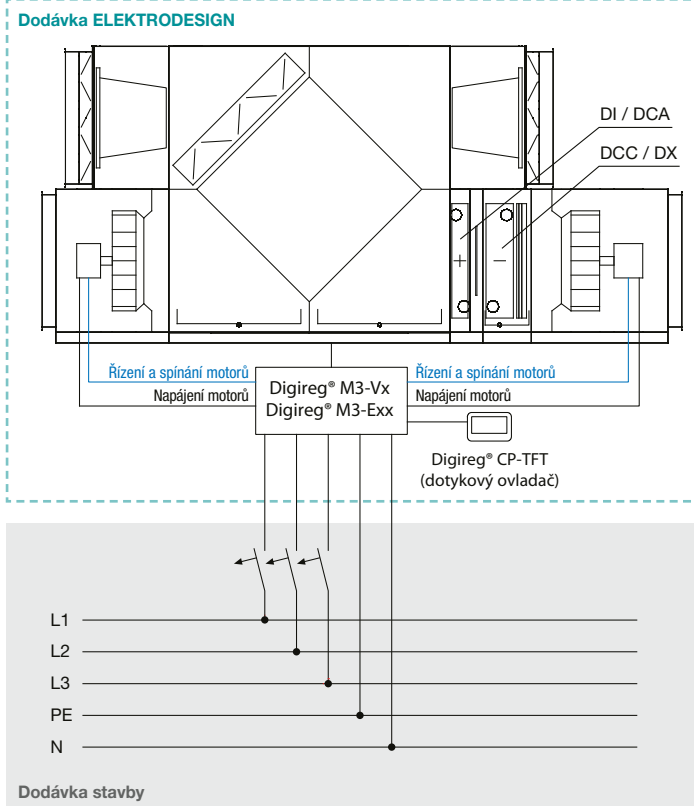 Dodávka ELEKTRODESIGN
DI / DCA
DCC / DX
Řízení a spínání motorů
Napájení motorů
Digireg® M3-Vx
Digireg® M3-Exx
Řízení a spínání motorů
Napájení motorů
Digireg® CP-TFT
(dotykový ovladač)
L1
L2
L3
PE
N
Dodávka stavby